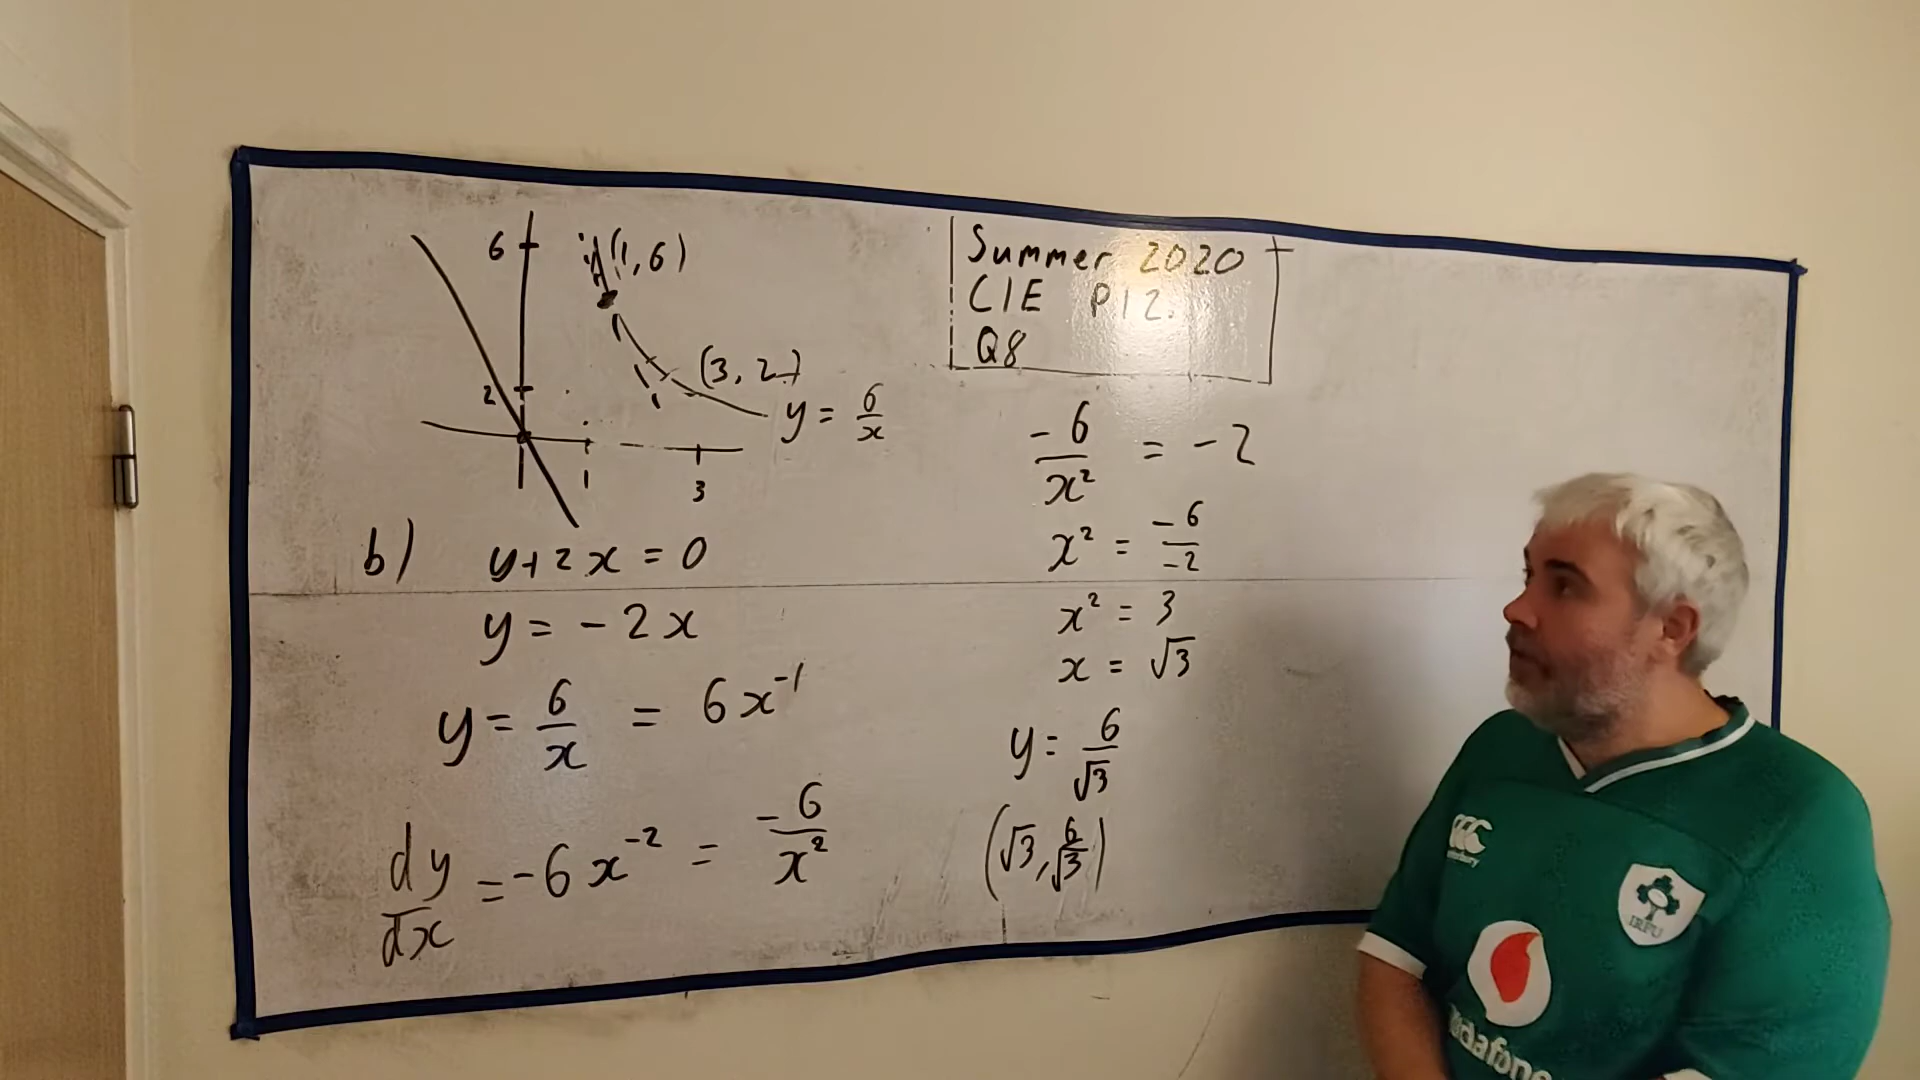 6
(1, 6)
2
(3, 2)
y = 6/x
1
3
b) y+2x = 0
y = -2x
y = 6/x = 6x⁻¹
dy/dx = -6x⁻² = -6/x²
Summer 2020
CIE P12.
Q8
-6/x² = -2
x² = -6/-2
x² = 3
x = √3
y = 6/√3
(√3, 6/√3)
IRFU